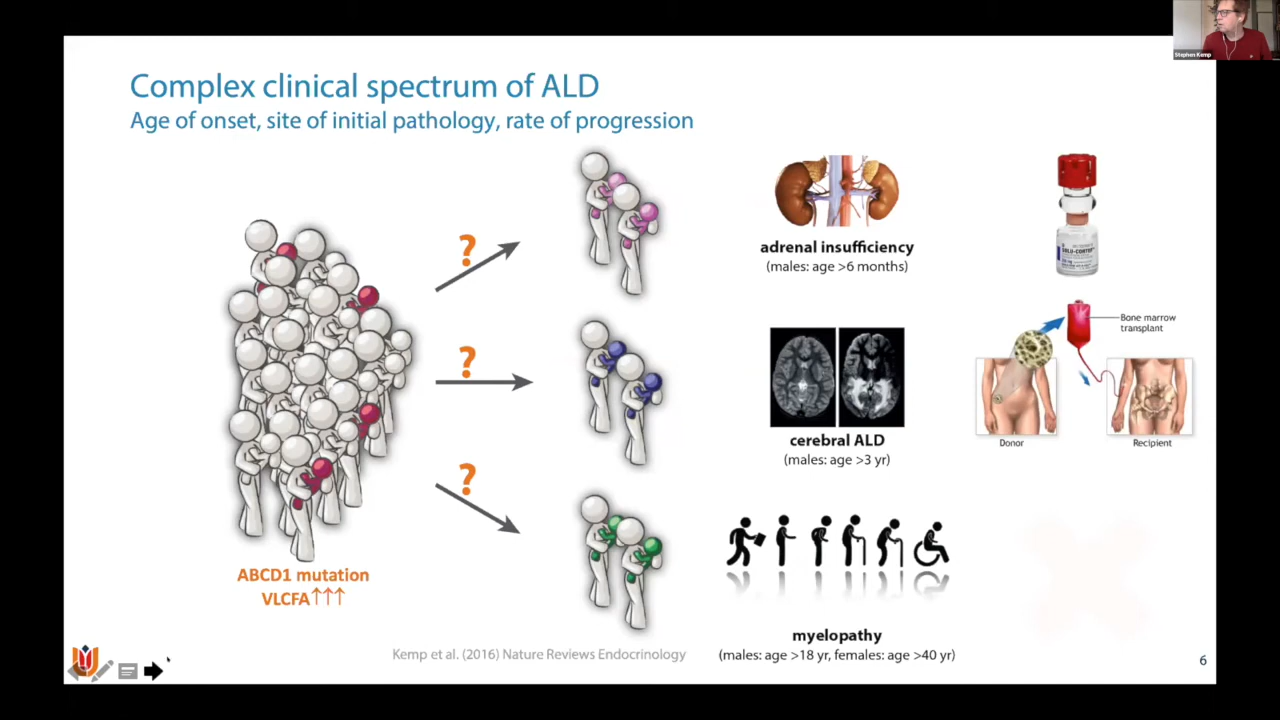 Stephen Kemp
Complex clinical spectrum of ALD
Age of onset, site of initial pathology, rate of progression
?
?
?
ABCD1 mutation
VLCFA↑↑↑
adrenal insufficiency
(males: age >6 months)
cerebral ALD
(males: age >3 yr)
Bone marrow
transplant
Donor
Recipient
myelopathy
(males: age >18 yr, females: age >40 yr)
Kemp et al. (2016) Nature Reviews Endocrinology
6